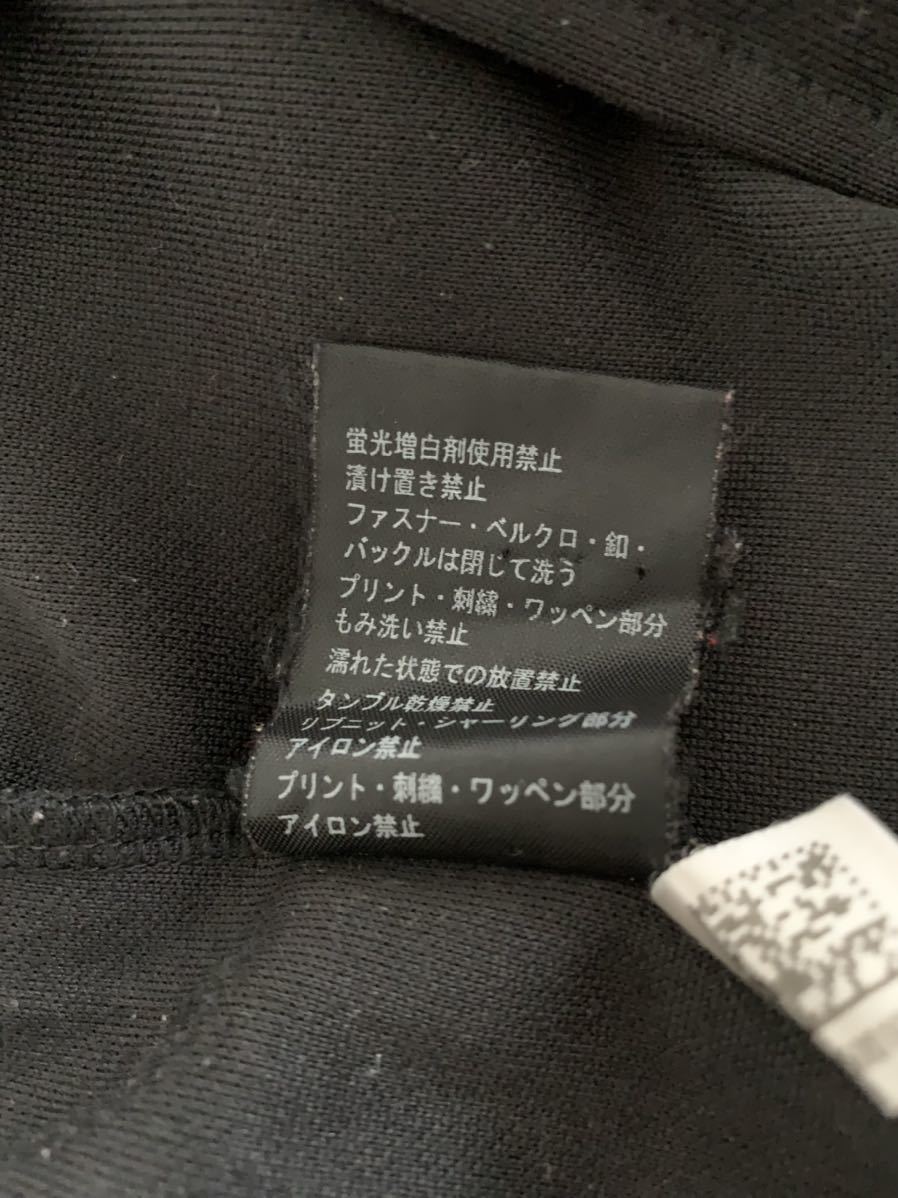 蛍光増白剤使用禁止
漬け置き禁止
ファスナー・ベルクロ・釦・
バックルは閉じて洗う
プリント・刺繍・ワッペン部分
もみ洗い禁止
濡れた状態での放置禁止
タンブル乾燥禁止
リブニット・シャーリング部分
アイロン禁止
プリント・刺繍・ワッペン部分
アイロン禁止